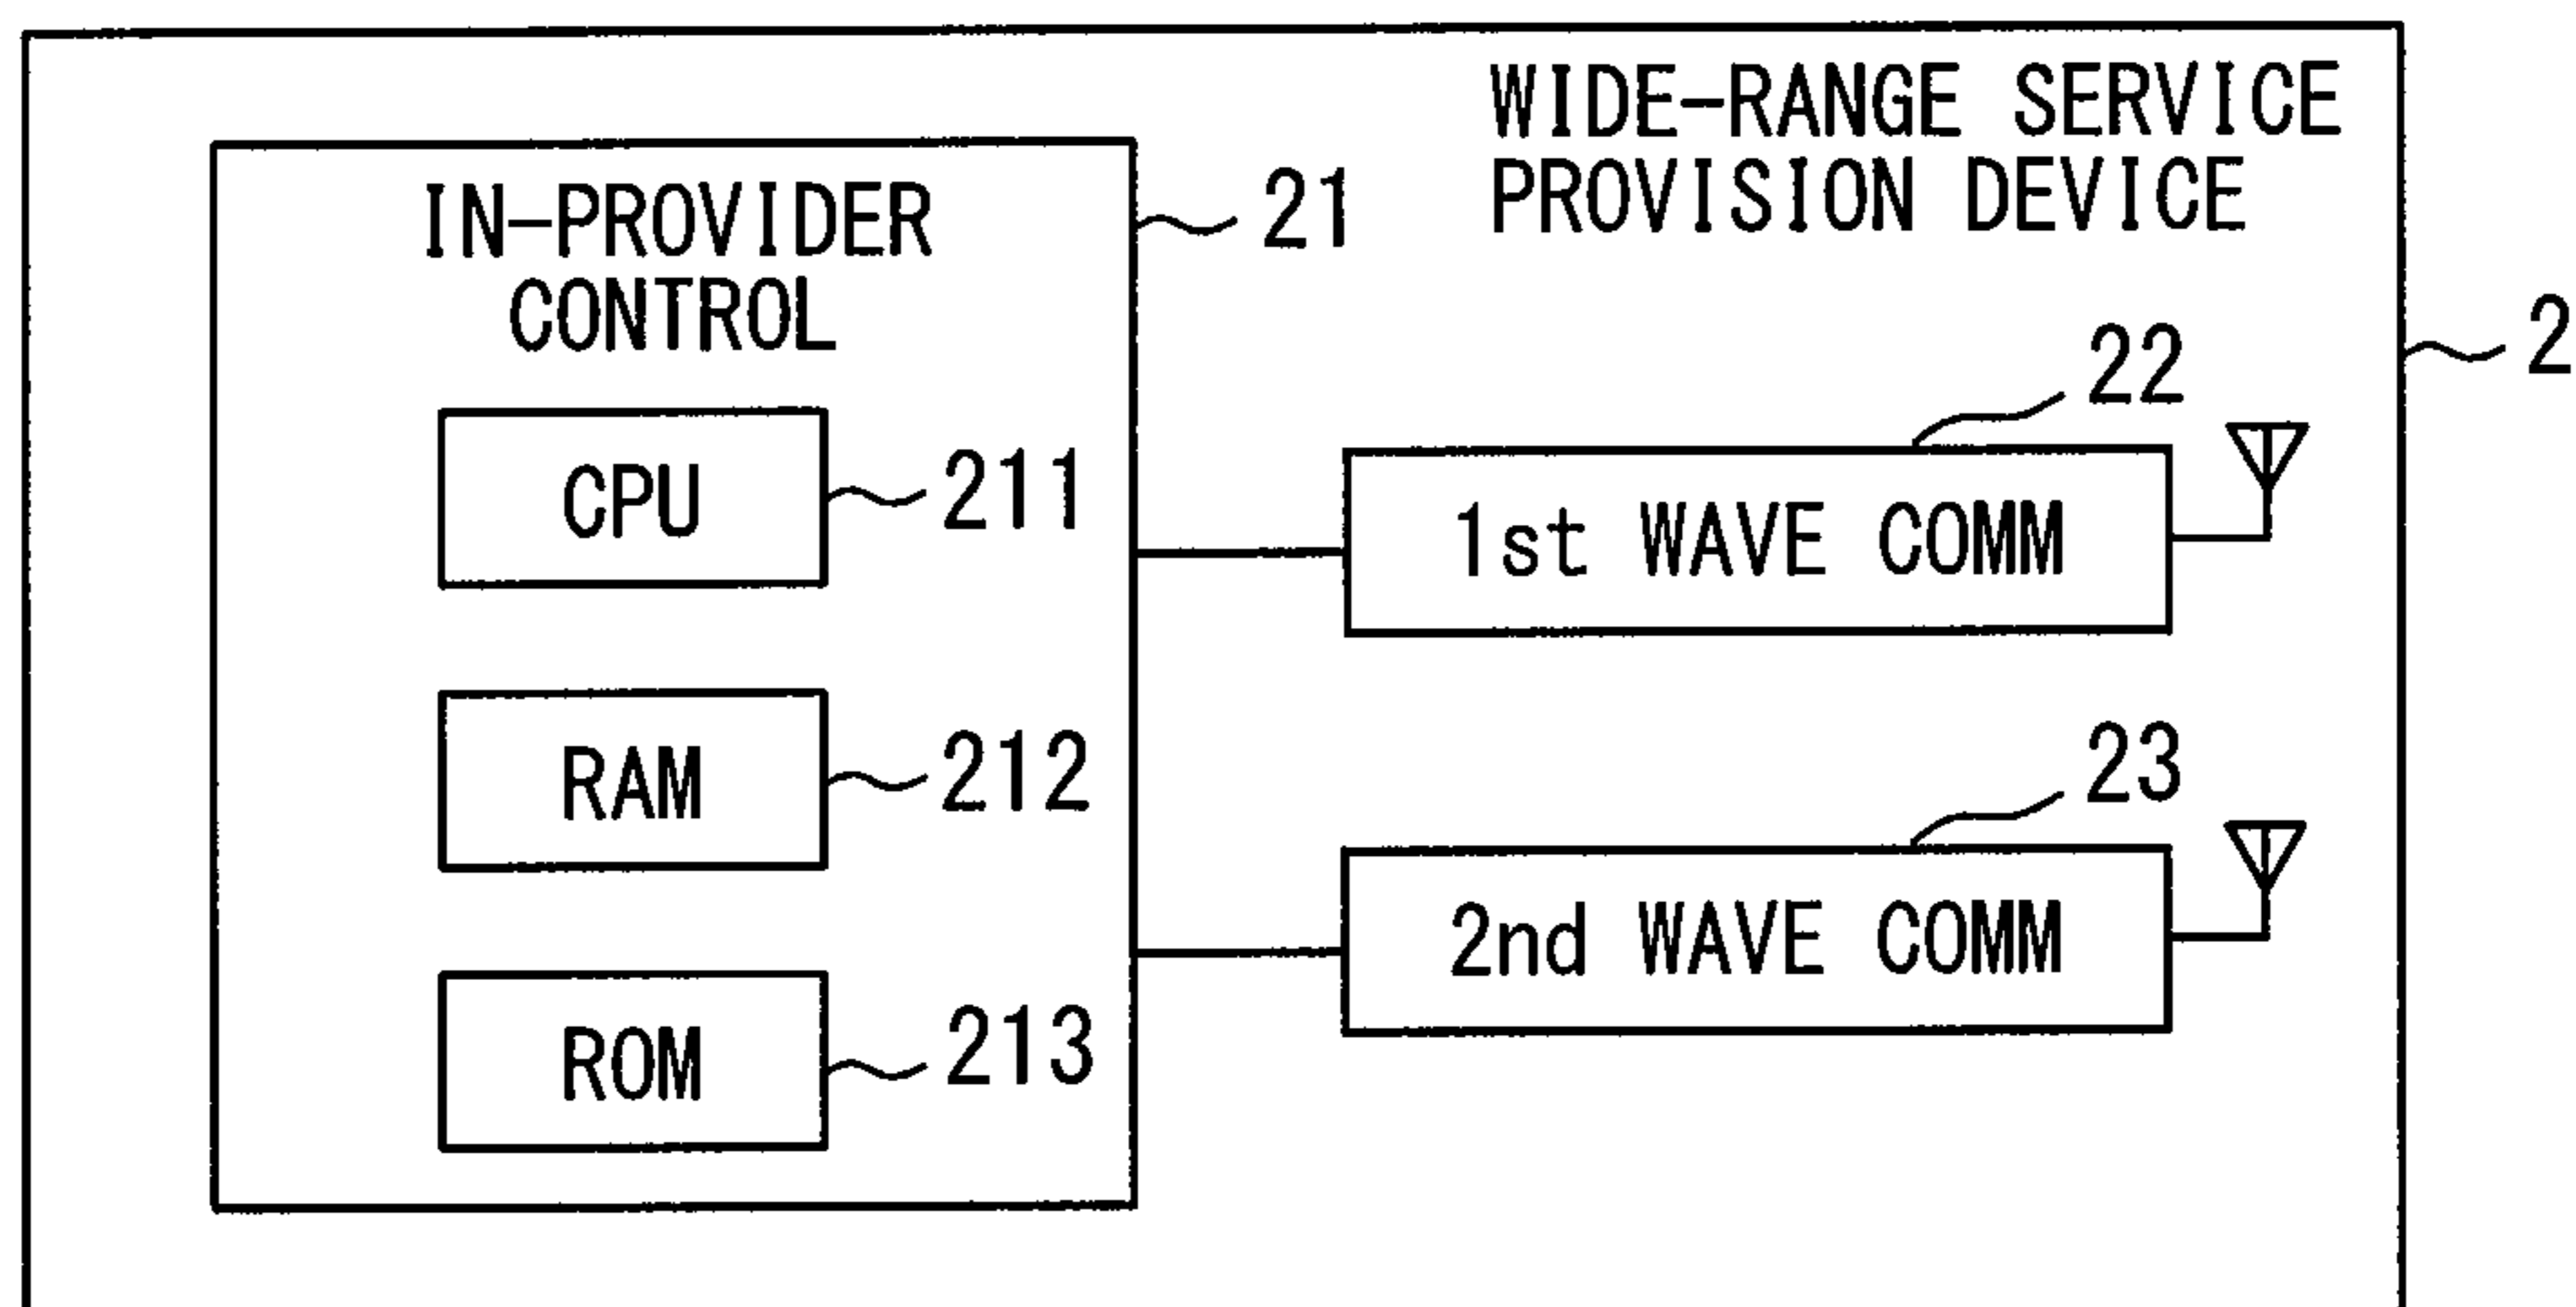 WIDE-RANGE SERVICE
PROVISION DEVICE
2
IN-PROVIDER
CONTROL
21
CPU
211
RAM
212
ROM
213
22
1st WAVE COMM
23
2nd WAVE COMM